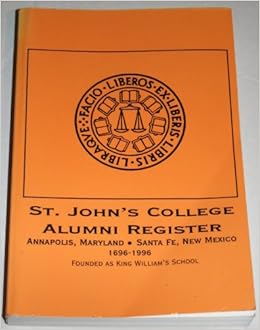 FACIO·LIBEROS·EX·LIBERIS·LIBRIS·LIBRAQUE·
ST. JOHN'S COLLEGE
ALUMNI REGISTER
ANNAPOLIS, MARYLAND • SANTA FE, NEW MEXICO
1696-1996
FOUNDED AS KING WILLIAM'S SCHOOL